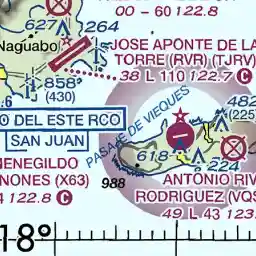 00 - 60 122.8
627
264
Naguabo
JOSE APONTE DE LA
TORRE (RVR) (TJRV)
38 L 110 122.7 C
858
(430)
O DEL ESTE RCO
SAN JUAN
PASAJE DE VIEQUES
482
(225
618
224
MENEGILDO
NONES (X63)
122.8 C
988
ANTONIO RIV
RODRIGUEZ (VQS
49 L 43 123.
18°